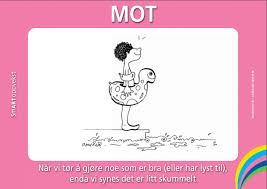 MOT
Når vi tør å gjøre noe som er bra (eller har lyst til),
enda vi synes det er litt skummelt